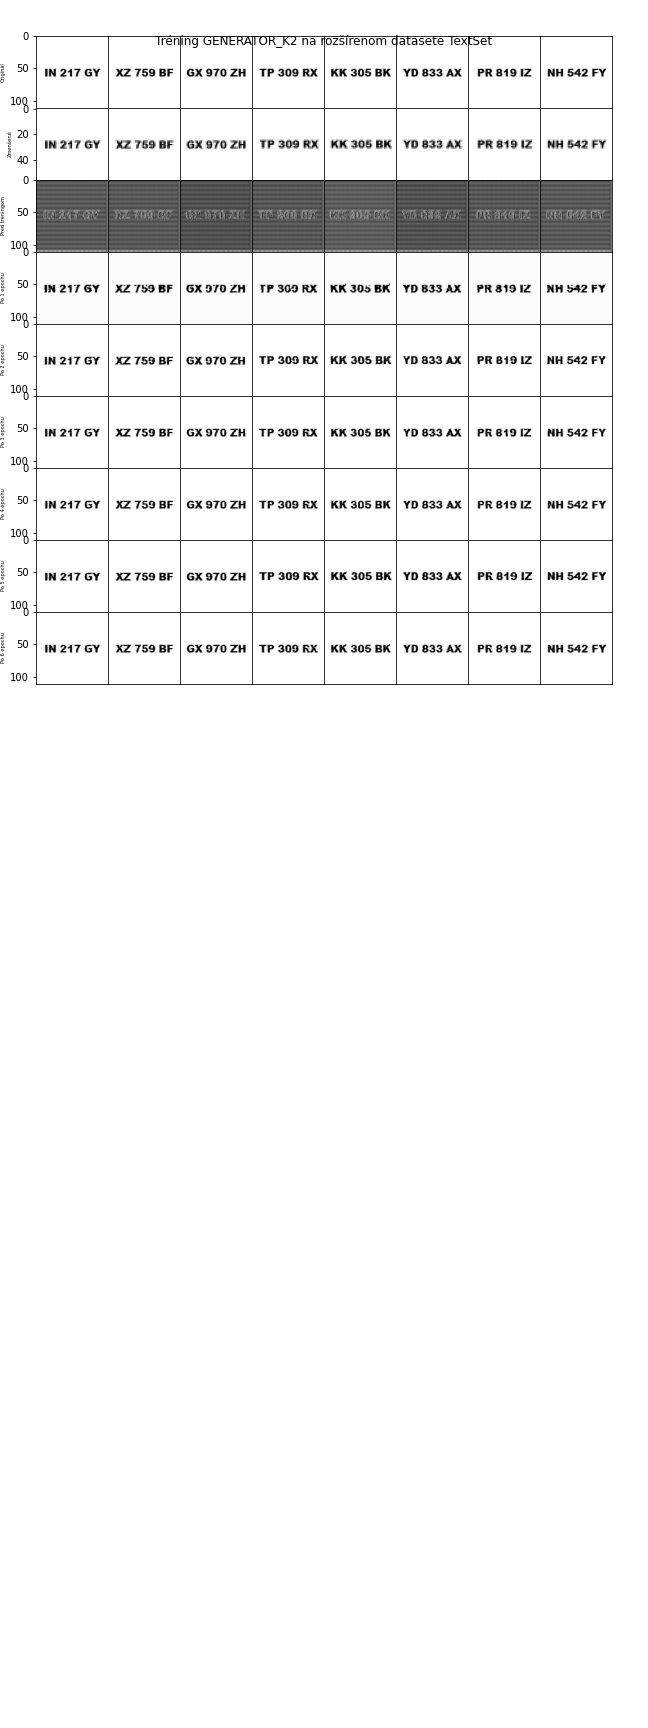 Tréning GENERATOR_K2 na rozšírenom datasete TextSet
0
50
100
Original
IN 217 GY XZ 759 BF GX 970 ZH TP 309 RX KK 305 BK YD 833 AX PR 819 IZ NH 542 FY
0
20
40
Zmenšené
IN 217 GY XZ 759 BF GX 970 ZH TP 309 RX KK 305 BK YD 833 AX PR 819 IZ NH 542 FY
0
50
100
Pred tréningom
0
50
100
Po 1 epochu
IN 217 GY XZ 759 BF GX 970 ZH TP 309 RX KK 305 BK YD 833 AX PR 819 IZ NH 542 FY
0
50
100
Po 2 epochu
IN 217 GY XZ 759 BF GX 970 ZH TP 309 RX KK 305 BK YD 833 AX PR 819 IZ NH 542 FY
0
50
100
Po 3 epochu
IN 217 GY XZ 759 BF GX 970 ZH TP 309 RX KK 305 BK YD 833 AX PR 819 IZ NH 542 FY
0
50
100
Po 4 epochu
IN 217 GY XZ 759 BF GX 970 ZH TP 309 RX KK 305 BK YD 833 AX PR 819 IZ NH 542 FY
0
50
100
Po 5 epochu
IN 217 GY XZ 759 BF GX 970 ZH TP 309 RX KK 305 BK YD 833 AX PR 819 IZ NH 542 FY
0
50
100
Po 6 epochu
IN 217 GY XZ 759 BF GX 970 ZH TP 309 RX KK 305 BK YD 833 AX PR 819 IZ NH 542 FY